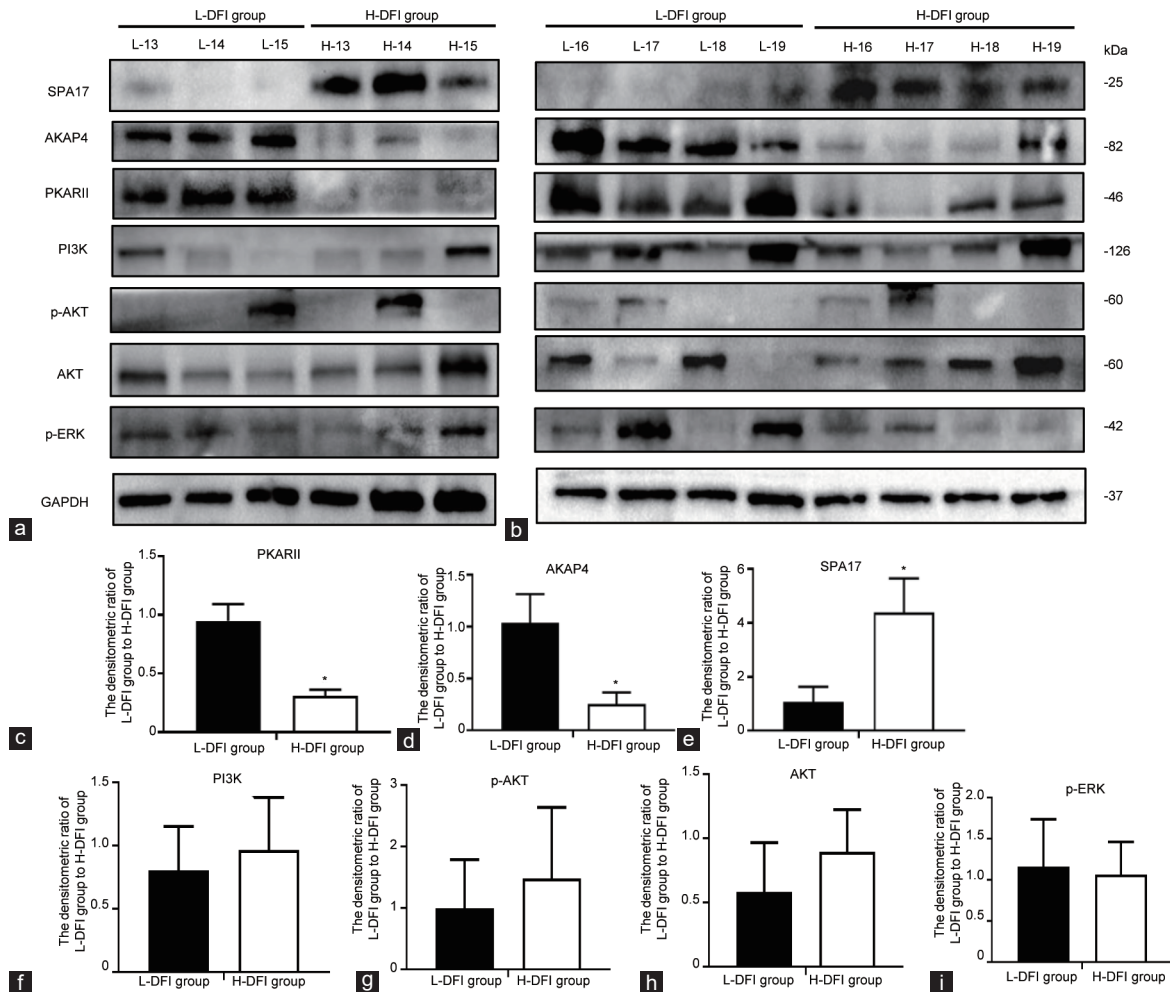 L-DFI group H-DFI group
L-13 L-14 L-15 H-13 H-14 H-15
SPA17
AKAP4
PKARII
PI3K
p-AKT
AKT
p-ERK
GAPDH
a
L-DFI group H-DFI group
L-16 L-17 L-18 L-19 H-16 H-17 H-18 H-19 kDa
-25
-82
-46
-126
-60
-60
-42
-37
b
PKARII
The densitometric ratio of
L-DFI group to H-DFI group
1.5
1.0
0.5
0
*
L-DFI group H-DFI group
c
AKAP4
The densitometric ratio of
L-DFI group to H-DFI group
1.5
1.0
0.5
0
*
L-DFI group H-DFI group
d
SPA17
The densitometric ratio of
L-DFI group to H-DFI group
6
4
2
0
*
L-DFI group H-DFI group
e
PI3K
The densitometric ratio of
L-DFI group to H-DFI group
1.5
1.0
0.5
0
L-DFI group H-DFI group
f
p-AKT
The densitometric ratio of
L-DFI group to H-DFI group
3
2
1
0
L-DFI group H-DFI group
g
AKT
The densitometric ratio of
L-DFI group to H-DFI group
1.5
1.0
0.5
0
L-DFI group H-DFI group
h
p-ERK
The densitometric ratio of
L-DFI group to H-DFI group
2.0
1.5
1.0
0.5
0
L-DFI group H-DFI group
i